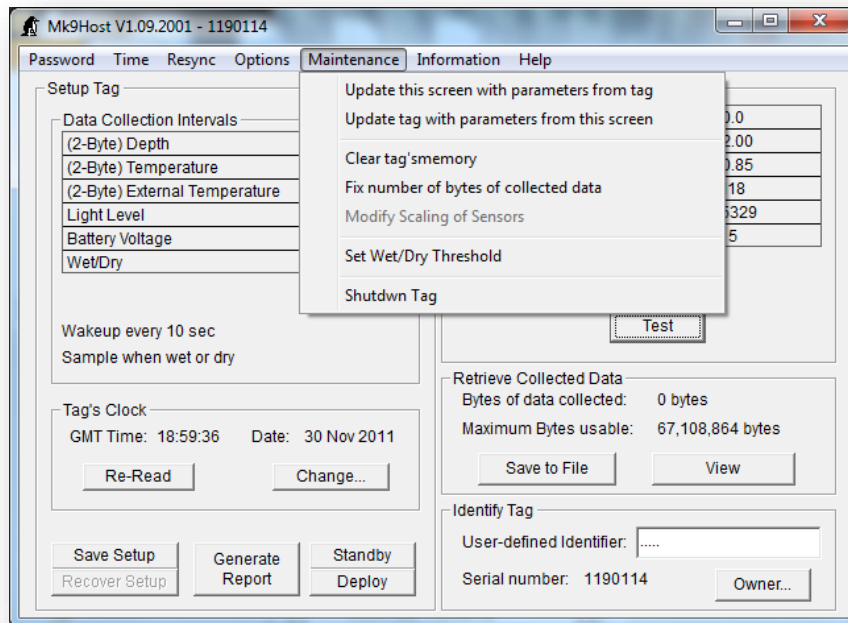 Mk9Host V1.09.2001 - 1190114
Password Time Resync Options Maintenance Information Help
Setup Tag
Data Collection Intervals
(2-Byte) Depth
(2-Byte) Temperature
(2-Byte) External Temperature
Light Level
Battery Voltage
Wet/Dry
Wakeup every 10 sec
Sample when wet or dry
Update this screen with parameters from tag
Update tag with parameters from this screen
Clear tag'smemory
Fix number of bytes of collected data
Modify Scaling of Sensors
Set Wet/Dry Threshold
Shutdwn Tag
.0
.00
.85
18
329
5
Test
Tag's Clock
GMT Time: 18:59:36 Date: 30 Nov 2011
Re-Read Change...
Retrieve Collected Data
Bytes of data collected: 0 bytes
Maximum Bytes usable: 67,108,864 bytes
Save to File View
Identify Tag
User-defined Identifier: .....
Serial number: 1190114
Owner...
Save Setup
Recover Setup
Generate
Report
Standby
Deploy